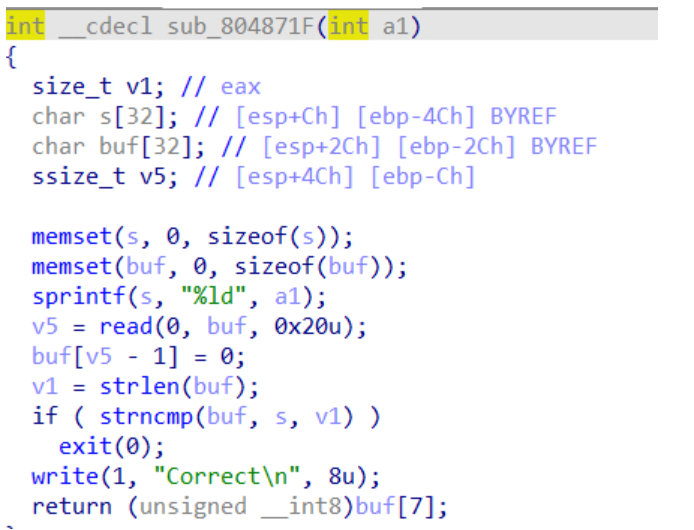 int __cdecl sub_804871F(int a1)
{
  size_t v1; // eax
  char s[32]; // [esp+Ch] [ebp-4Ch] BYREF
  char buf[32]; // [esp+2Ch] [ebp-2Ch] BYREF
  ssize_t v5; // [esp+4Ch] [ebp-Ch]

  memset(s, 0, sizeof(s));
  memset(buf, 0, sizeof(buf));
  sprintf(s, "%ld", a1);
  v5 = read(0, buf, 0x20u);
  buf[v5 - 1] = 0;
  v1 = strlen(buf);
  if ( strncmp(buf, s, v1) )
    exit(0);
  write(1, "Correct\n", 8u);
  return (unsigned __int8)buf[7];
}